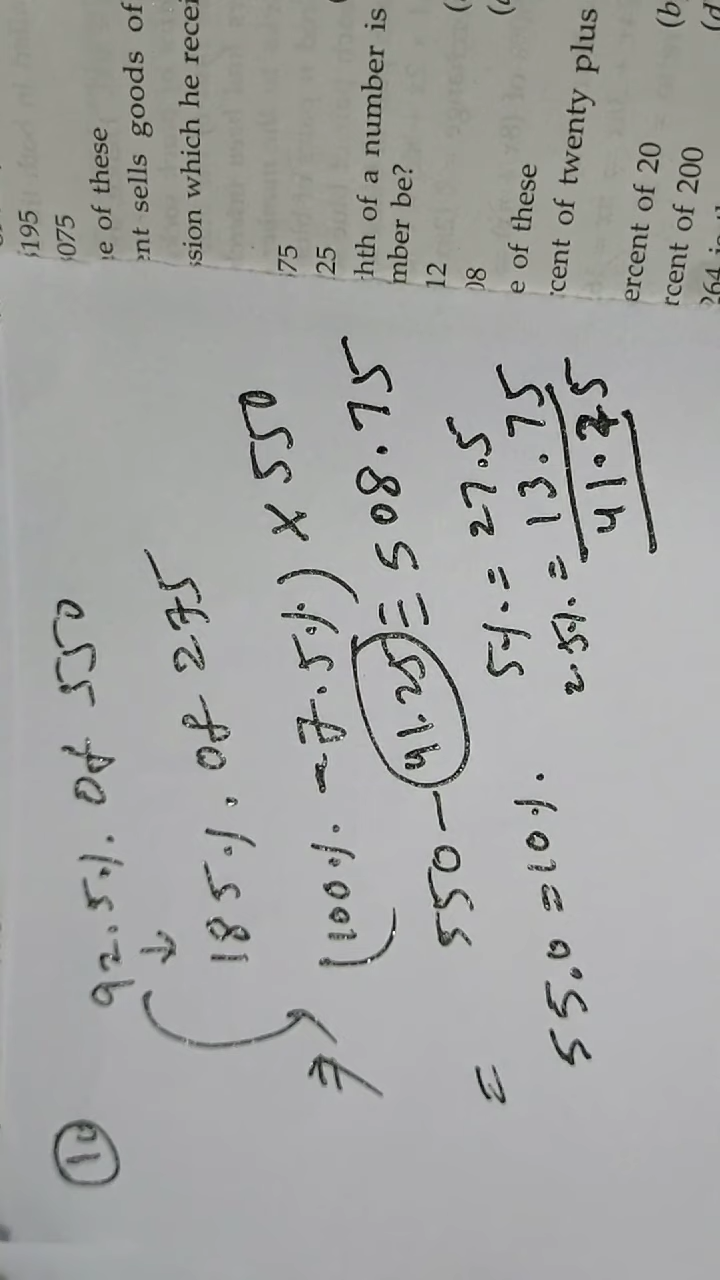 195
075
e of these
ent sells goods of
ssion which he recei
75
25
hth of a number is
mber be?
12
08
e of these
cent of twenty plus
ercent of 20
(b
rcent of 200
(d
264
10
92.5%. Of 550
↓
185%. Of 275
⇒ (100%. - 7.5%.) × 550
= 550 - 41.25 = 508.75
55.0 = 10%.
5%. = 27.5
2.5%. = 13.75
41.25